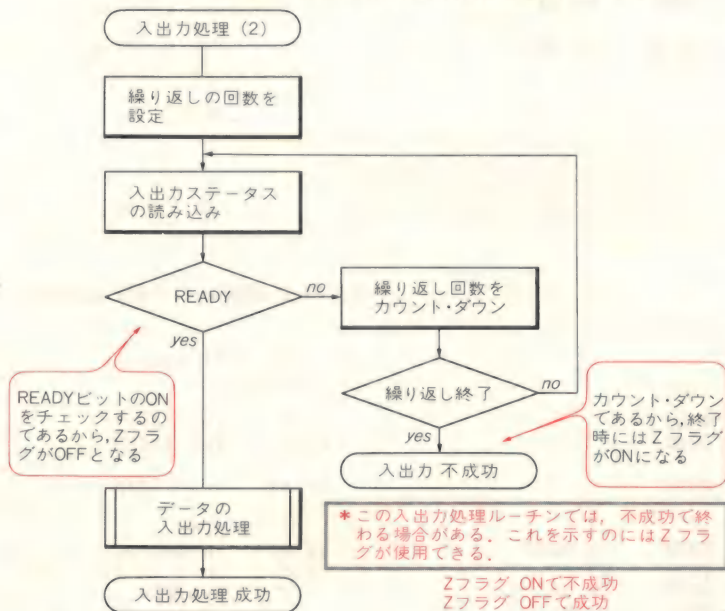 入出力処理 (2)
繰り返しの回数を
設定
入出力ステータス
の読み込み
READY
no
yes
繰り返し回数を
カウント・ダウン
繰り返し終了
no
yes
入出力 不成功
READYビットのON
をチェックするの
であるから,Zフラ
グがOFFとなる
カウント・ダウン
であるから,終了
時にはZフラグ
がONになる
データの
入出力処理
入出力処理 成功
*この入出力処理ルーチンでは,不成功で終
わる場合がある.これを示すのにはZフラ
グが使用できる.
Zフラグ ONで不成功
Zフラグ OFFで成功